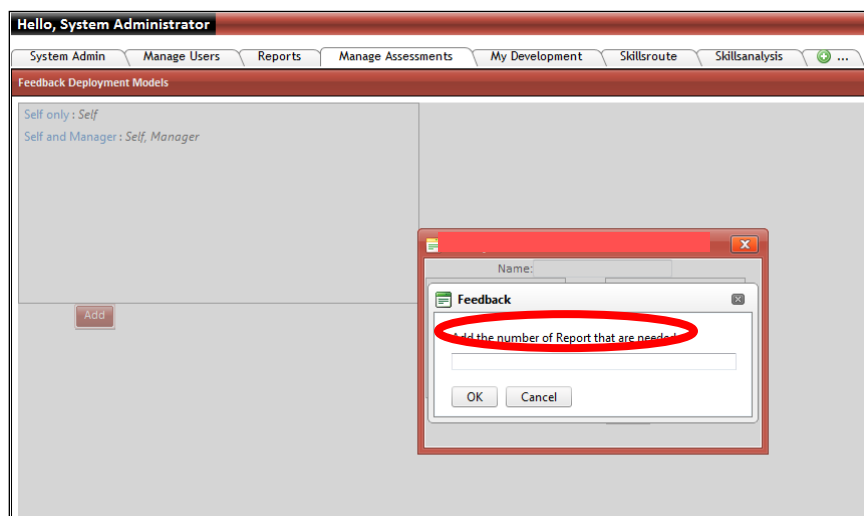 Hello, System Administrator
System Admin Manage Users Reports Manage Assessments My Development Skillsroute Skillsanalysis ...
Feedback Deployment Models
Self only : Self
Self and Manager : Self, Manager
Add
Name:
Feedback
Add the number of Report that are needed
OK Cancel